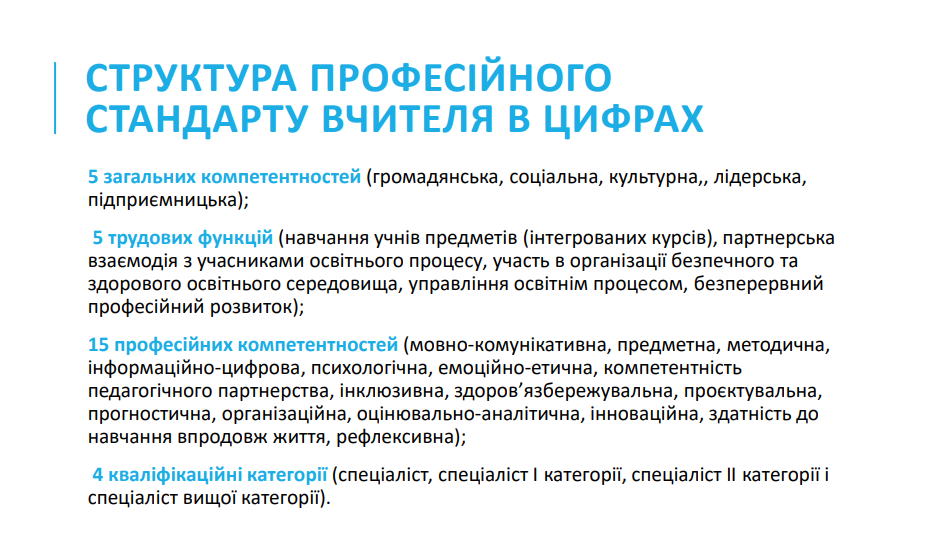 СТРУКТУРА ПРОФЕСІЙНОГО
СТАНДАРТУ ВЧИТЕЛЯ В ЦИФРАХ
5 загальних компетентностей (громадянська, соціальна, культурна,, лідерська,
підприємницька);
5 трудових функцій (навчання учнів предметів (інтегрованих курсів), партнерська
взаємодія з учасниками освітнього процесу, участь в організації безпечного та
здорового освітнього середовища, управління освітнім процесом, безперервний
професійний розвиток);
15 професійних компетентностей (мовно-комунікативна, предметна, методична,
інформаційно-цифрова, психологічна, емоційно-етична, компетентність
педагогічного партнерства, інклюзивна, здоров’язбережувальна, проєктувальна,
прогностична, організаційна, оцінювально-аналітична, інноваційна, здатність до
навчання впродовж життя, рефлексивна);
4 кваліфікаційні категорії (спеціаліст, спеціаліст І категорії, спеціаліст ІІ категорії і
спеціаліст вищої категорії).